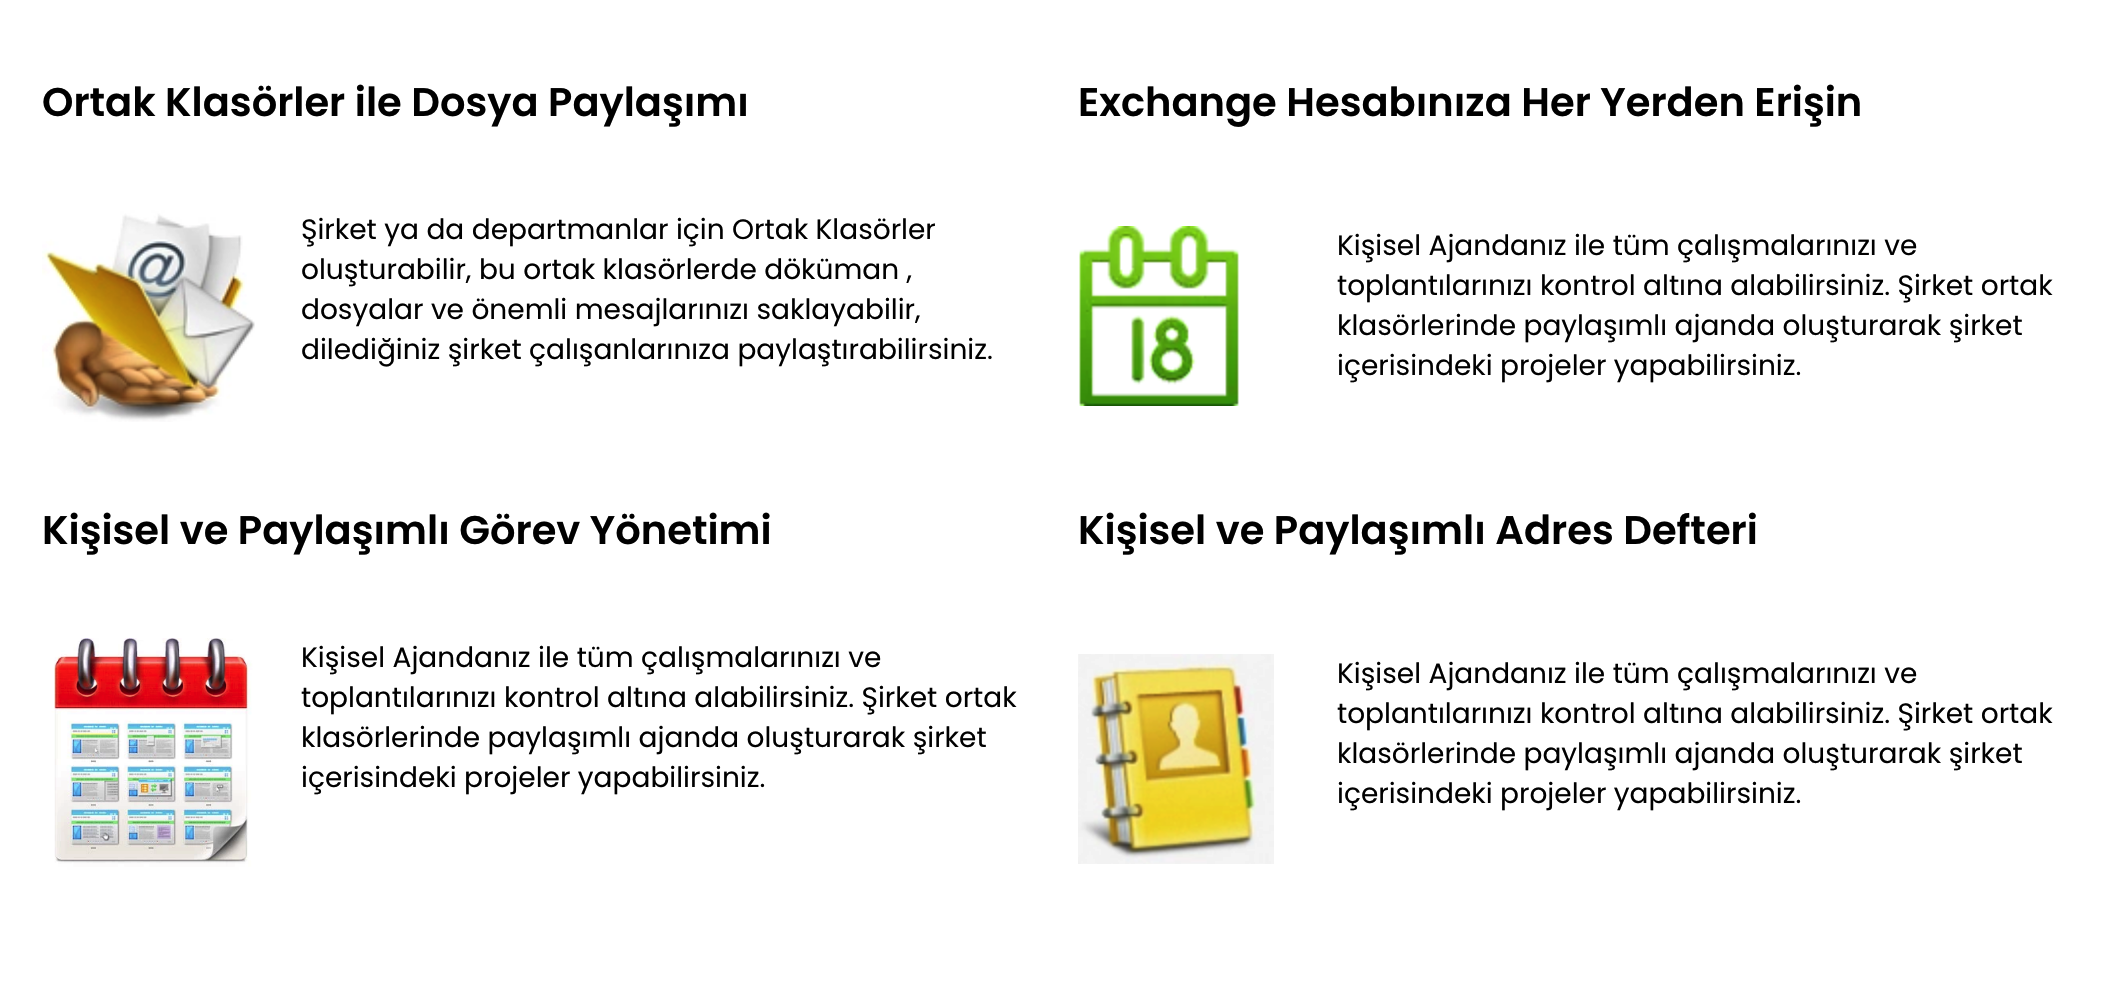 Ortak Klasörler ile Dosya Paylaşımı
Şirket ya da departmanlar için Ortak Klasörler
oluşturabilir, bu ortak klasörlerde döküman ,
dosyalar ve önemli mesajlarınızı saklayabilir,
dilediğiniz şirket çalışanlarınıza paylaştırabilirsiniz.
@
Exchange Hesabınıza Her Yerden Erişin
Kişisel Ajandanız ile tüm çalışmalarınızı ve
toplantılarınızı kontrol altına alabilirsiniz. Şirket ortak
klasörlerinde paylaşımlı ajanda oluşturarak şirket
içerisindeki projeler yapabilirsiniz.
18
Kişisel ve Paylaşımlı Görev Yönetimi
Kişisel Ajandanız ile tüm çalışmalarınızı ve
toplantılarınızı kontrol altına alabilirsiniz. Şirket ortak
klasörlerinde paylaşımlı ajanda oluşturarak şirket
içerisindeki projeler yapabilirsiniz.
Kişisel ve Paylaşımlı Adres Defteri
Kişisel Ajandanız ile tüm çalışmalarınızı ve
toplantılarınızı kontrol altına alabilirsiniz. Şirket ortak
klasörlerinde paylaşımlı ajanda oluşturarak şirket
içerisindeki projeler yapabilirsiniz.